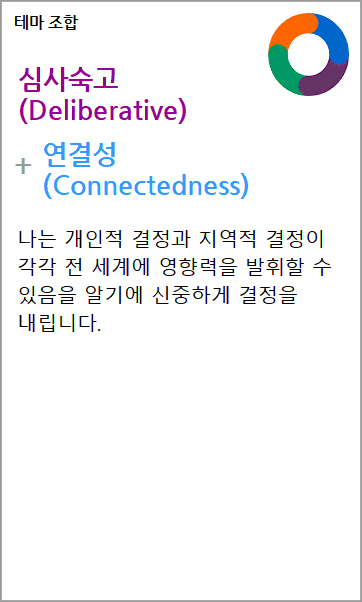 테마 조합
심사숙고
(Deliberative)
+ 연결성
(Connectedness)
나는 개인적 결정과 지역적 결정이
각각 전 세계에 영향력을 발휘할 수
있음을 알기에 신중하게 결정을
내립니다.